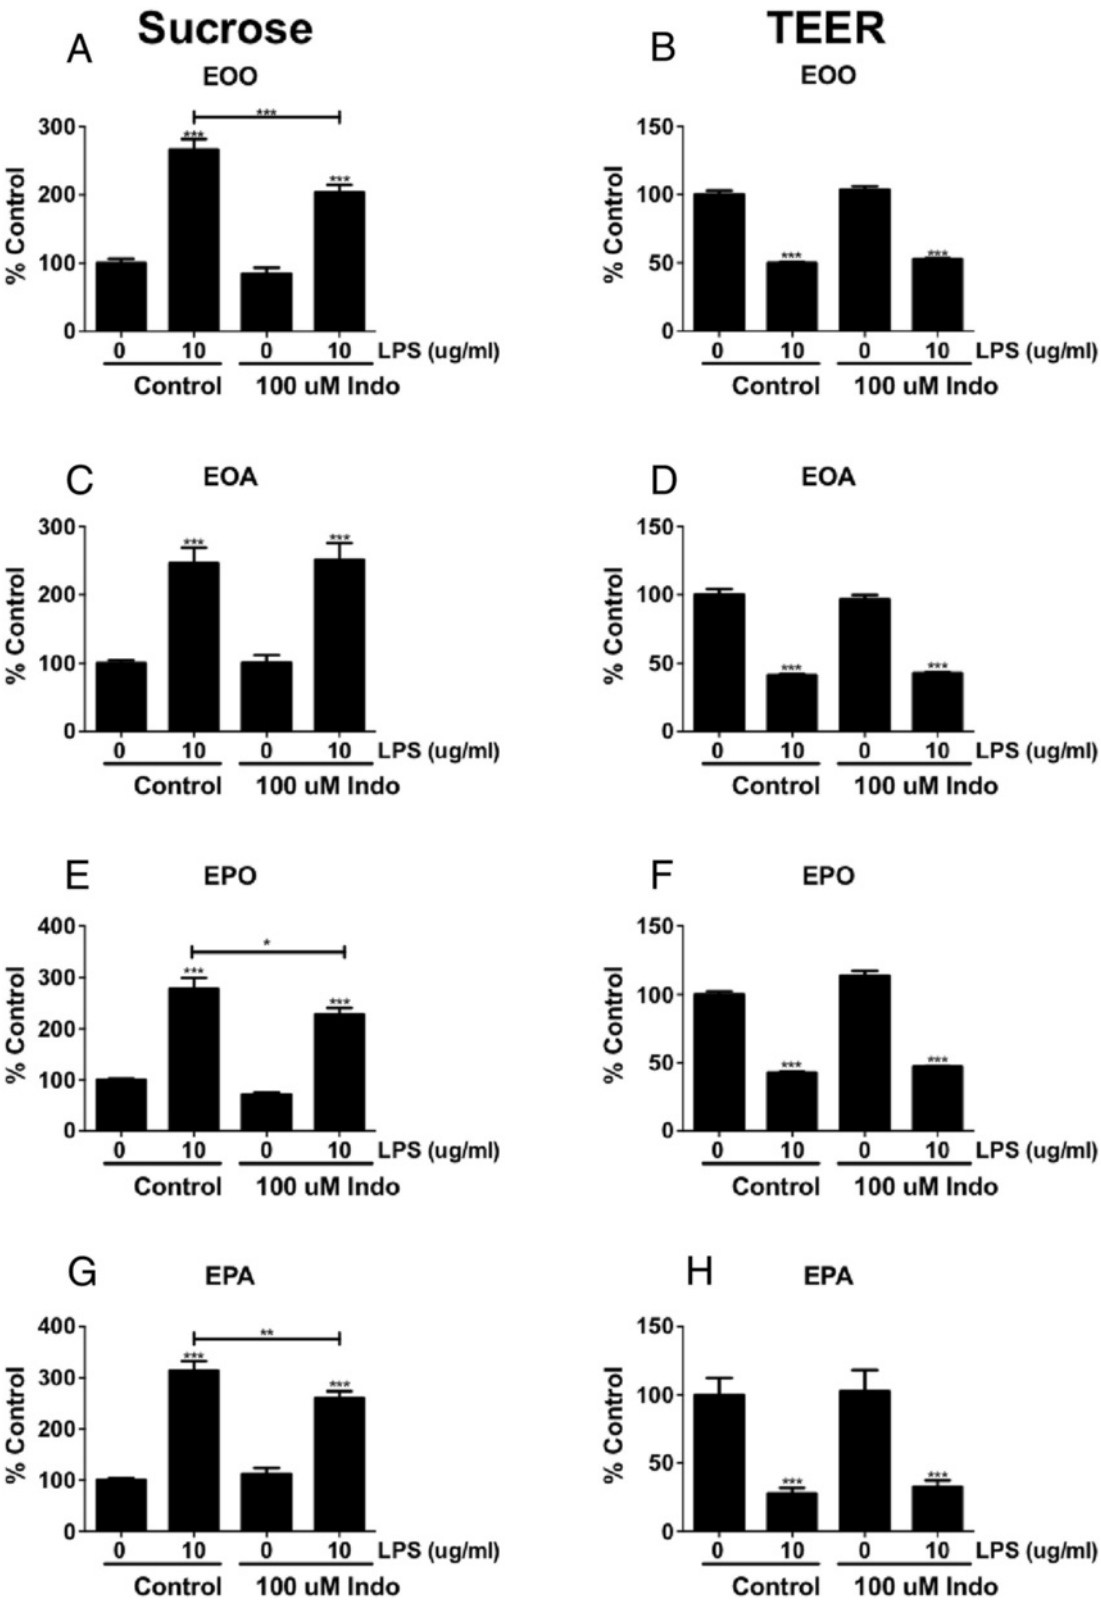 Sucrose TEER
A B
EOO EOO
*** 
*** ***
300
200
100
0
% Control
0 10 0 10 LPS (ug/ml)
Control 100 uM Indo
150
100
50
0
% Control
*** ***
0 10 0 10 LPS (ug/ml)
Control 100 uM Indo
C D
EOA EOA
300
200
100
0
% Control
*** ***
0 10 0 10 LPS (ug/ml)
Control 100 uM Indo
150
100
50
0
% Control
*** ***
0 10 0 10 LPS (ug/ml)
Control 100 uM Indo
E F
EPO EPO
400
300
200
100
0
% Control
*
*** ***
0 10 0 10 LPS (ug/ml)
Control 100 uM Indo
150
100
50
0
% Control
*** ***
0 10 0 10 LPS (ug/ml)
Control 100 uM Indo
G H
EPA EPA
400
300
200
100
0
% Control
**
*** ***
0 10 0 10 LPS (ug/ml)
Control 100 uM Indo
150
100
50
0
% Control
*** ***
0 10 0 10 LPS (ug/ml)
Control 100 uM Indo